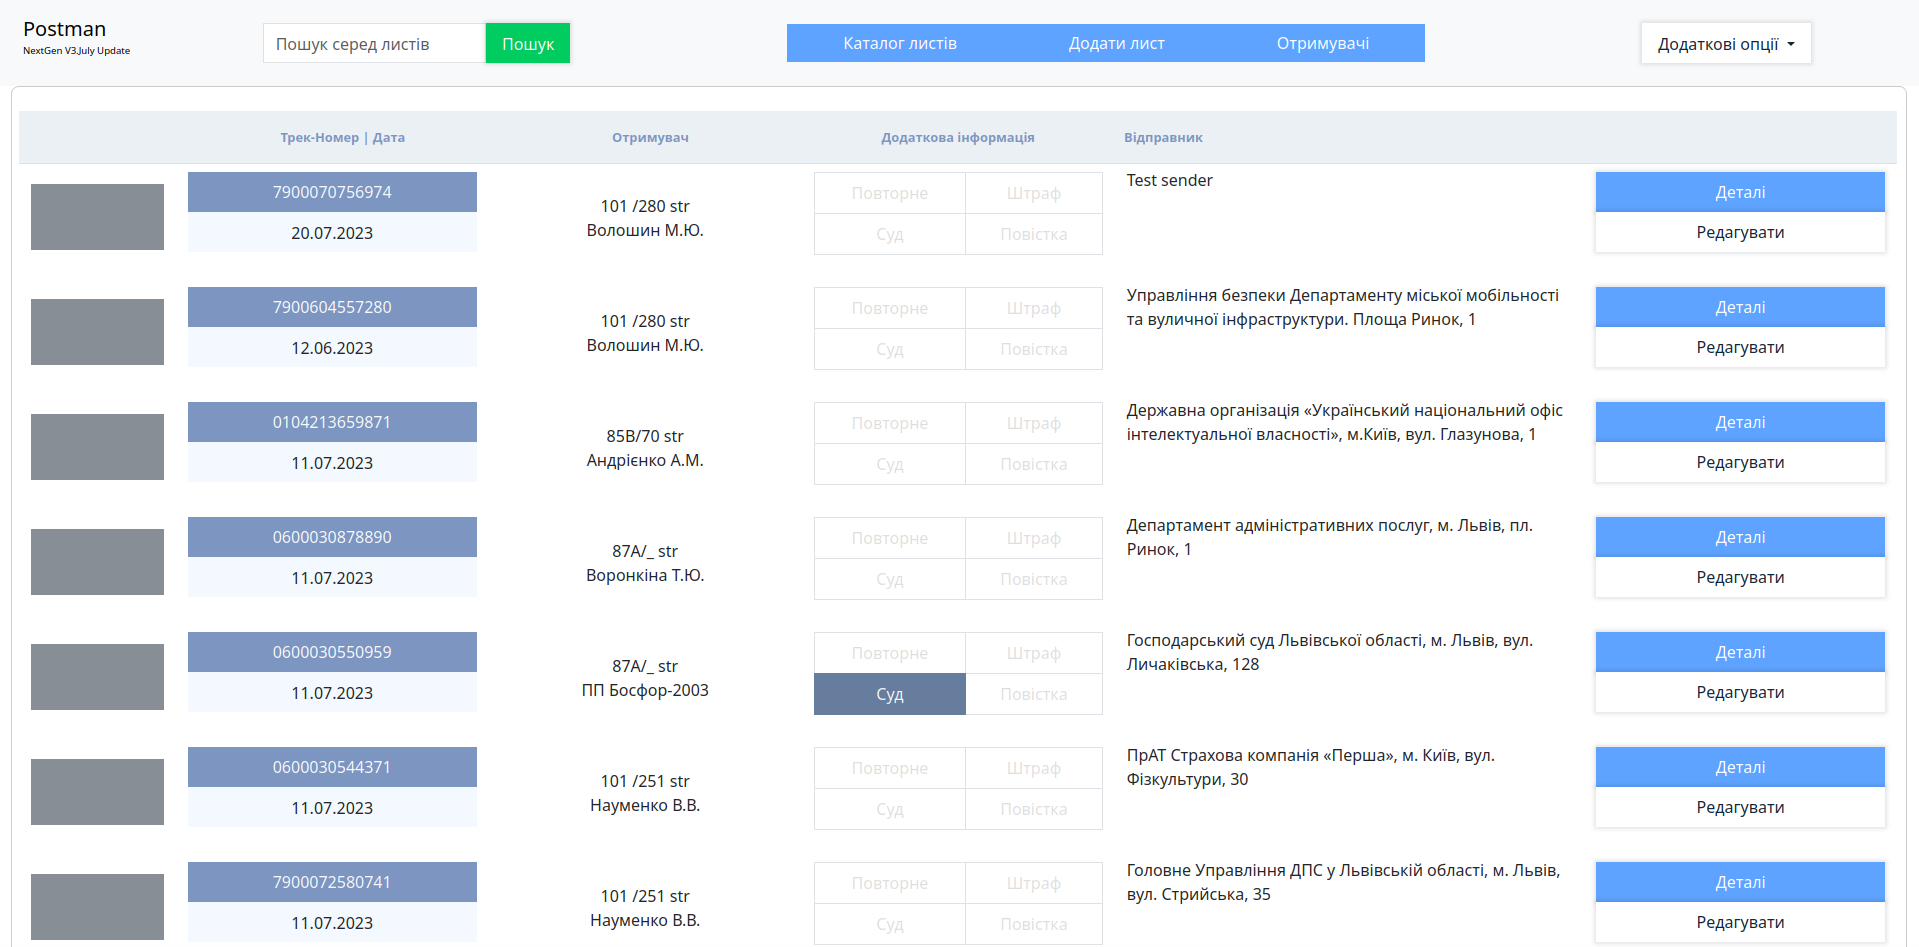 Postman
NextGen V3.July Update
Пошук серед листів
Пошук
Каталог листів
Додати лист
Отримувачі
Додаткові опції
Трек-Номер | Дата
Отримувач
Додаткова інформація
Відправник
7900070756974
20.07.2023
101 /280 str
Волошин М.Ю.
Повторне
Штраф
Суд
Повістка
Test sender
Деталі
Редагувати
7900604557280
12.06.2023
101 /280 str
Волошин М.Ю.
Повторне
Штраф
Суд
Повістка
Управління безпеки Департаменту міської мобільності
та вуличної інфраструктури. Площа Ринок, 1
Деталі
Редагувати
0104213659871
11.07.2023
85В/70 str
Андрієнко А.М.
Повторне
Штраф
Суд
Повістка
Державна організація «Український національний офіс
інтелектуальної власності», м.Київ, вул. Глазунова, 1
Деталі
Редагувати
0600030878890
11.07.2023
87А/_ str
Воронкіна Т.Ю.
Повторне
Штраф
Суд
Повістка
Департамент адміністративних послуг, м. Львів, пл.
Ринок, 1
Деталі
Редагувати
0600030550959
11.07.2023
87А/_ str
ПП Босфор-2003
Повторне
Штраф
Суд
Повістка
Господарський суд Львівської області, м. Львів, вул.
Личаківська, 128
Деталі
Редагувати
0600030544371
11.07.2023
101 /251 str
Науменко В.В.
Повторне
Штраф
Суд
Повістка
ПрАТ Страхова компанія «Перша», м. Київ, вул.
Фізкультури, 30
Деталі
Редагувати
7900072580741
11.07.2023
101 /251 str
Науменко В.В.
Повторне
Штраф
Суд
Повістка
Головне Управління ДПС у Львівській області, м. Львів,
вул. Стрийська, 35
Деталі
Редагувати